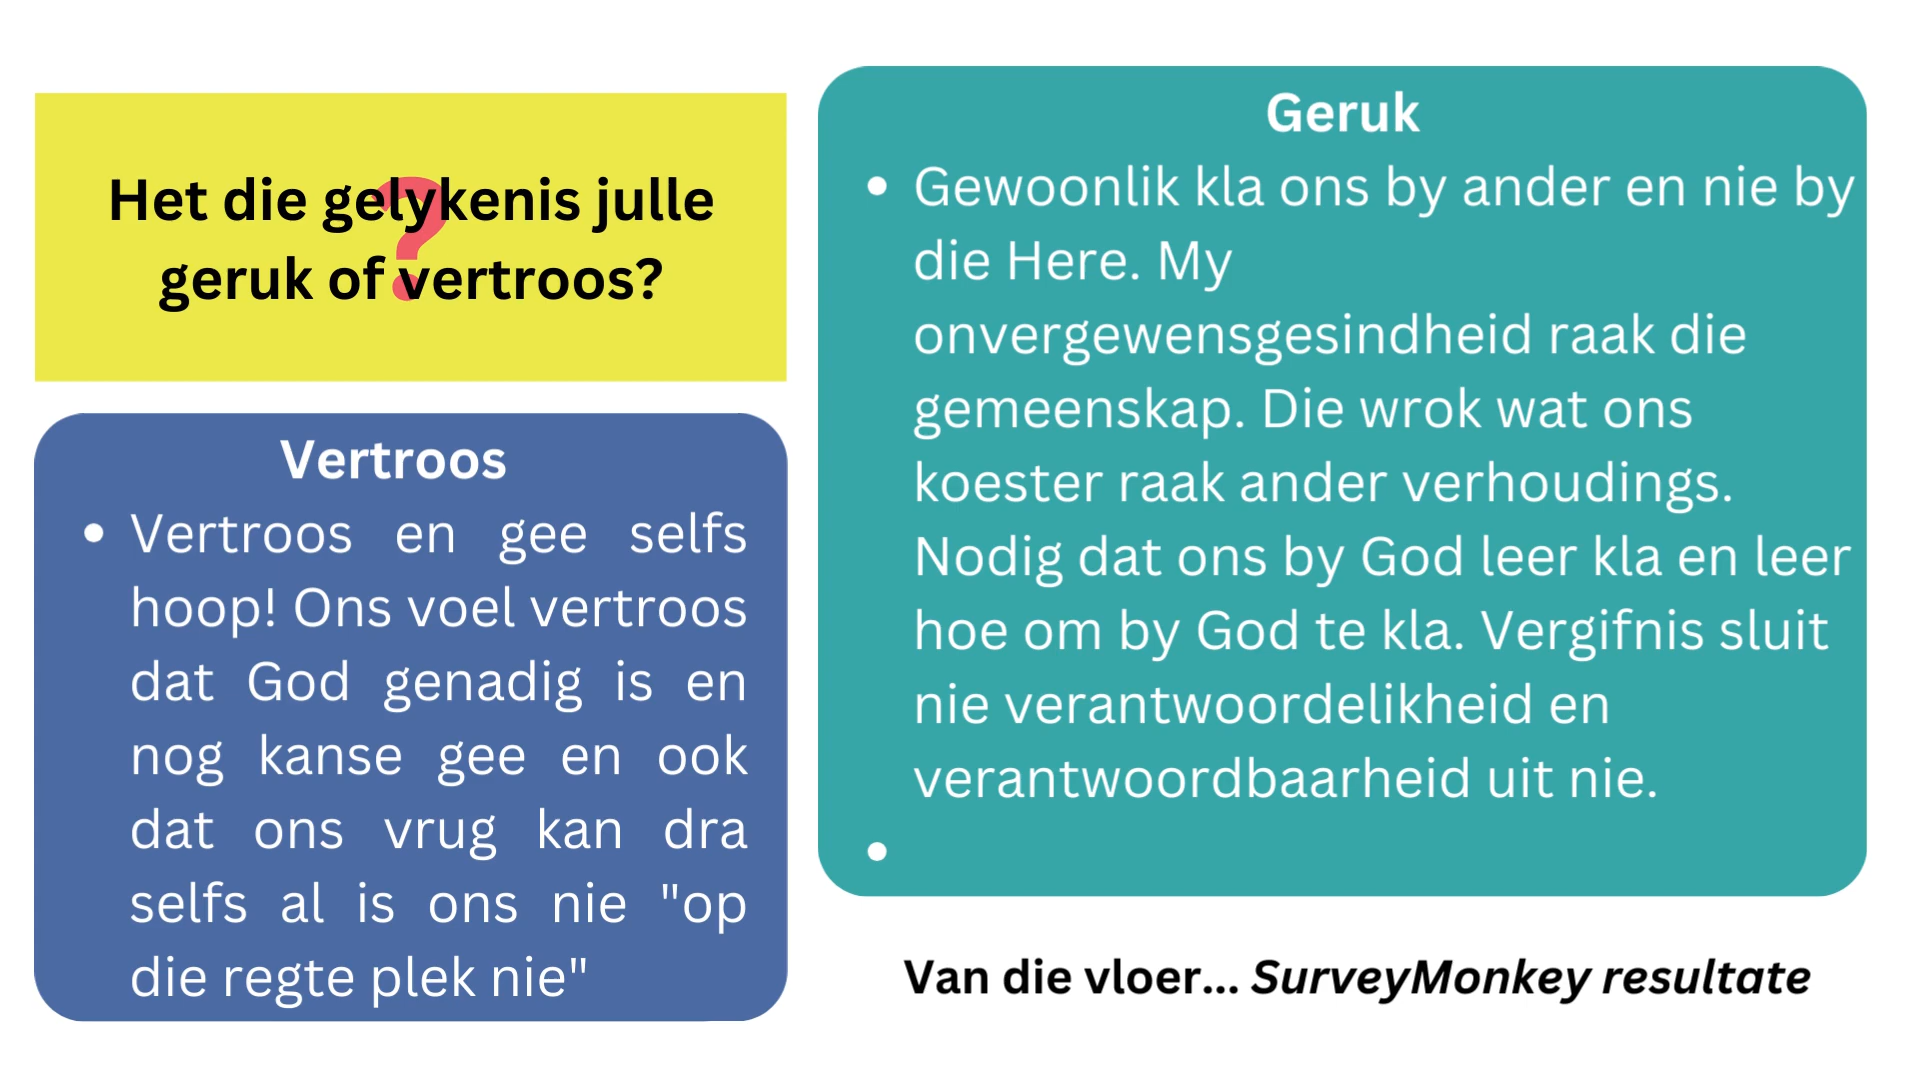 Het die gelykenis julle
geruk of vertroos?
?
Vertroos
• Vertroos en gee selfs
hoop! Ons voel vertroos
dat God genadig is en
nog kanse gee en ook
dat ons vrug kan dra
selfs al is ons nie "op
die regte plek nie"
Geruk
• Gewoonlik kla ons by ander en nie by
die Here. My
onvergewensgesindheid raak die
gemeenskap. Die wrok wat ons
koester raak ander verhoudings.
Nodig dat ons by God leer kla en leer
hoe om by God te kla. Vergifnis sluit
nie verantwoordelikheid en
verantwoordbaarheid uit nie.
•
Van die vloer... SurveyMonkey resultate